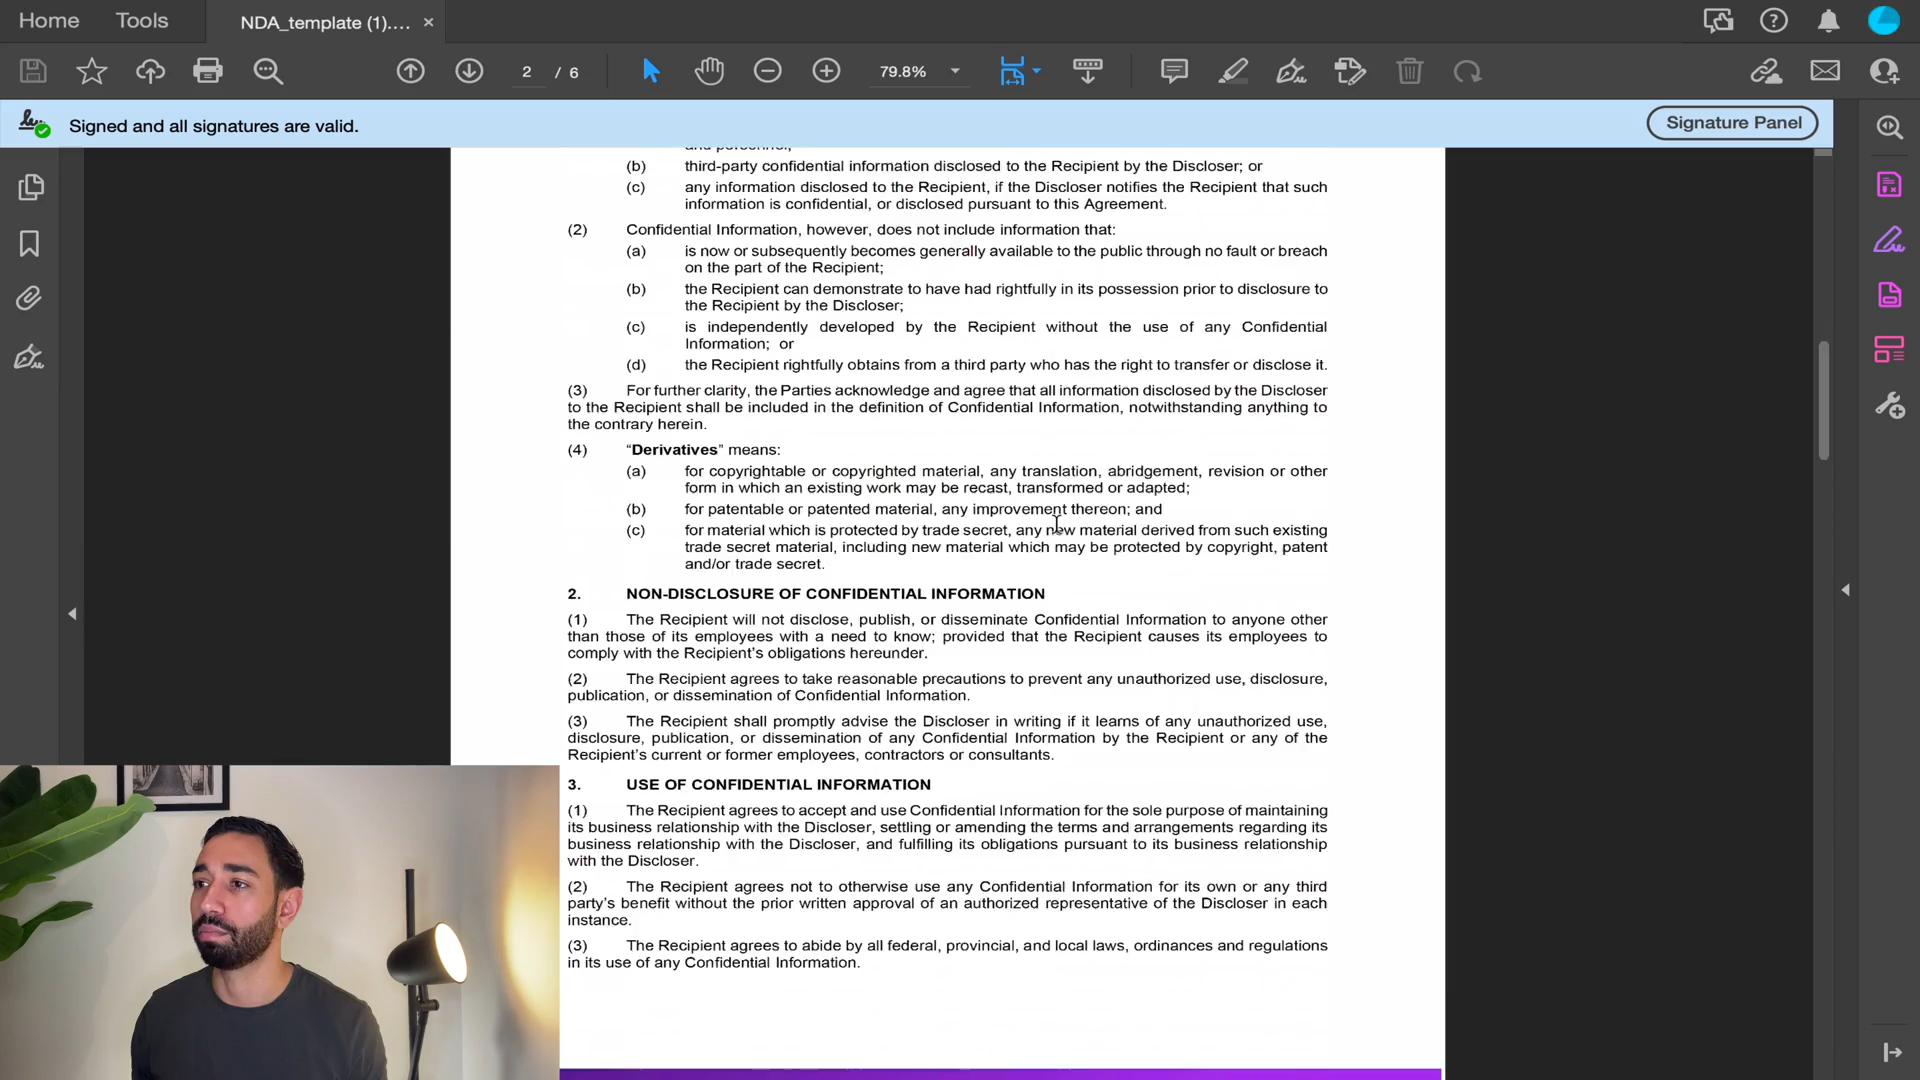 Home Tools NDA_template (1).... ×
2 / 6 79.8%
Signed and all signatures are valid. Signature Panel
and personnel;
(b) third-party confidential information disclosed to the Recipient by the Discloser; or
(c) any information disclosed to the Recipient, if the Discloser notifies the Recipient that such
information is confidential, or disclosed pursuant to this Agreement.
(2) Confidential Information, however, does not include information that:
(a) is now or subsequently becomes generally available to the public through no fault or breach
on the part of the Recipient;
(b) the Recipient can demonstrate to have had rightfully in its possession prior to disclosure to
the Recipient by the Discloser;
(c) is independently developed by the Recipient without the use of any Confidential
Information; or
(d) the Recipient rightfully obtains from a third party who has the right to transfer or disclose it.
(3) For further clarity, the Parties acknowledge and agree that all information disclosed by the Discloser
to the Recipient shall be included in the definition of Confidential Information, notwithstanding anything to
the contrary herein.
(4) “Derivatives” means:
(a) for copyrightable or copyrighted material, any translation, abridgement, revision or other
form in which an existing work may be recast, transformed or adapted;
(b) for patentable or patented material, any improvement thereon; and
(c) for material which is protected by trade secret, any new material derived from such existing
trade secret material, including new material which may be protected by copyright, patent
and/or trade secret.
2. NON-DISCLOSURE OF CONFIDENTIAL INFORMATION
(1) The Recipient will not disclose, publish, or disseminate Confidential Information to anyone other
than those of its employees with a need to know; provided that the Recipient causes its employees to
comply with the Recipient’s obligations hereunder.
(2) The Recipient agrees to take reasonable precautions to prevent any unauthorized use, disclosure,
publication, or dissemination of Confidential Information.
(3) The Recipient shall promptly advise the Discloser in writing if it learns of any unauthorized use,
disclosure, publication, or dissemination of any Confidential Information by the Recipient or any of the
Recipient’s current or former employees, contractors or consultants.
3. USE OF CONFIDENTIAL INFORMATION
(1) The Recipient agrees to accept and use Confidential Information for the sole purpose of maintaining
its business relationship with the Discloser, settling or amending the terms and arrangements regarding its
business relationship with the Discloser, and fulfilling its obligations pursuant to its business relationship
with the Discloser.
(2) The Recipient agrees not to otherwise use any Confidential Information for its own or any third
party’s benefit without the prior written approval of an authorized representative of the Discloser in each
instance.
(3) The Recipient agrees to abide by all federal, provincial, and local laws, ordinances and regulations
in its use of any Confidential Information.